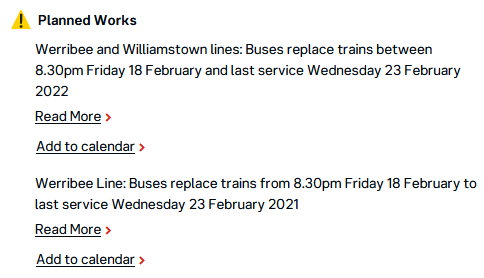 Planned Works
Werribee and Williamstown lines: Buses replace trains between
8.30pm Friday 18 February and last service Wednesday 23 February
2022
Read More
Add to calendar
Werribee Line: Buses replace trains from 8.30pm Friday 18 February to
last service Wednesday 23 February 2021
Read More
Add to calendar